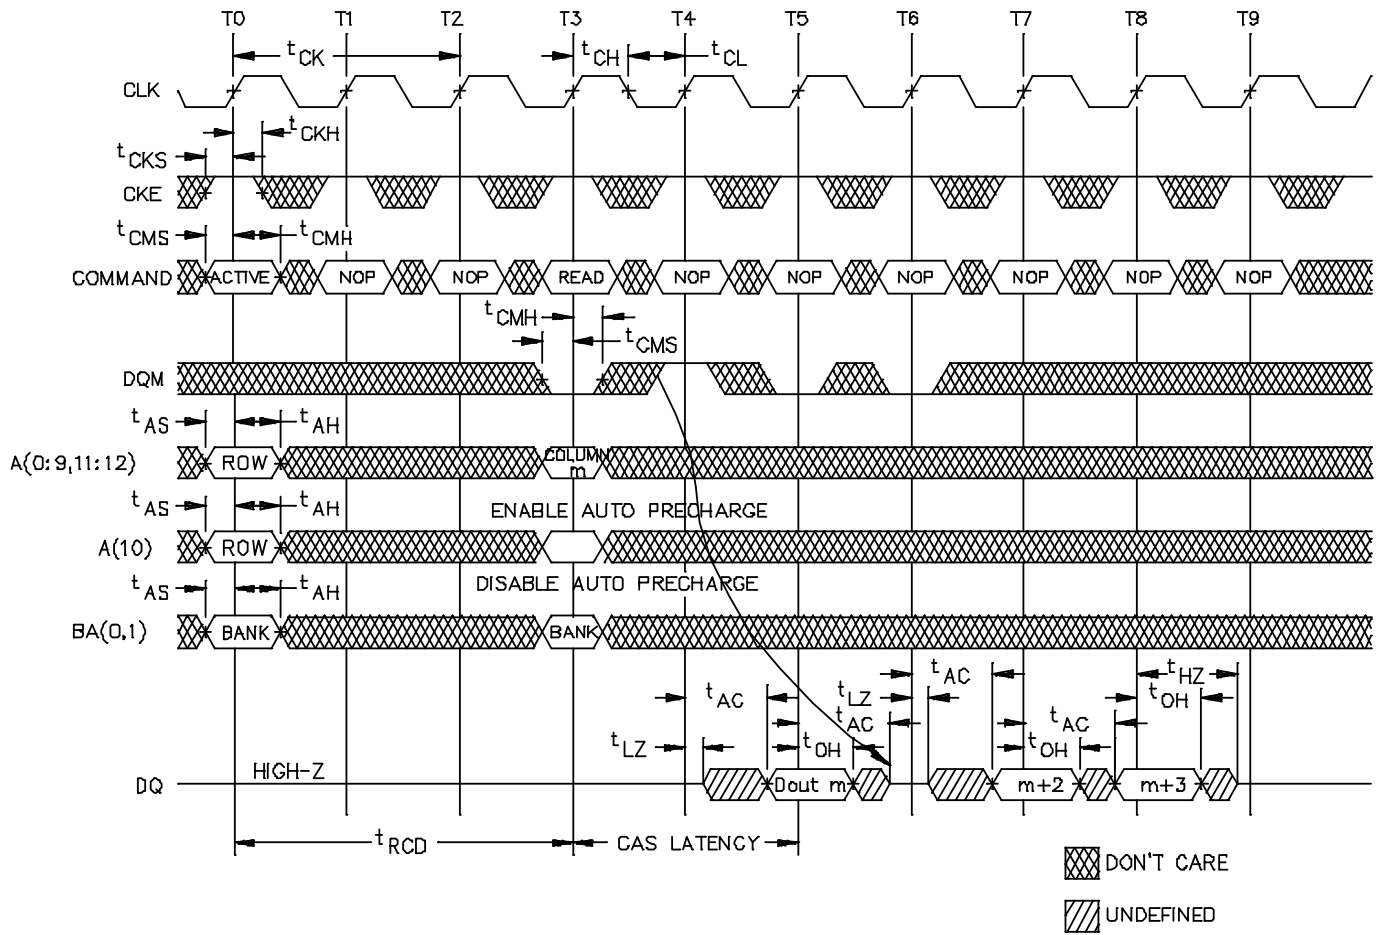 T0 T1 T2 T3 T4 T5 T6 T7 T8 T9
tCK tCH tCL
CLK
tCKH
tCKS
CKE
tCMS tCMH
COMMAND ACTIVE NOP NOP READ NOP NOP NOP NOP NOP NOP
tCMH
tCMS
DQM
tAS tAH
A(0:9,11:12) ROW COLUMN m
tAS tAH
ENABLE AUTO PRECHARGE
A(10) ROW
tAS tAH
DISABLE AUTO PRECHARGE
BA(0,1) BANK BANK
tAC tLZ tAC tHZ
tAC tOH
tLZ tOH tAC tOH
HIGH-Z
DQ Dout m m+2 m+3
tRCD CAS LATENCY
DON'T CARE
UNDEFINED